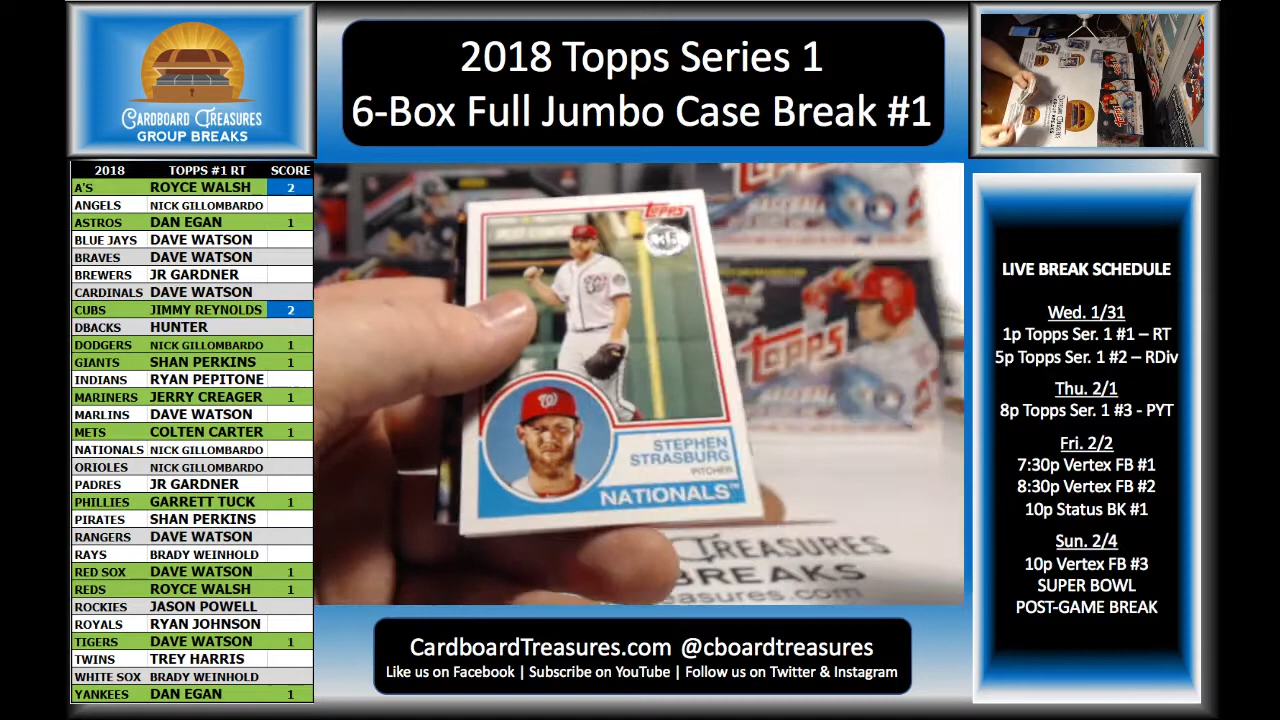 CARDBOARD TREASURES
GROUP BREAKS
2018 Topps Series 1
6-Box Full Jumbo Case Break #1
2018 TOPPS #1 RT SCORE
A'S ROYCE WALSH 2
ANGELS NICK GILLOMBARDO
ASTROS DAN EGAN 1
BLUE JAYS DAVE WATSON
BRAVES DAVE WATSON
BREWERS JR GARDNER
CARDINALS DAVE WATSON
CUBS JIMMY REYNOLDS 2
DBACKS HUNTER
DODGERS NICK GILLOMBARDO 1
GIANTS SHAN PERKINS 1
INDIANS RYAN PEPITONE
MARINERS JERRY CREAGER 1
MARLINS DAVE WATSON
METS COLTEN CARTER 1
NATIONALS NICK GILLOMBARDO
ORIOLES NICK GILLOMBARDO
PADRES JR GARDNER
PHILLIES GARRETT TUCK 1
PIRATES SHAN PERKINS
RANGERS DAVE WATSON
RAYS BRADY WEINHOLD
RED SOX DAVE WATSON 1
REDS ROYCE WALSH 1
ROCKIES JASON POWELL
ROYALS RYAN JOHNSON
TIGERS DAVE WATSON 1
TWINS TREY HARRIS
WHITE SOX BRADY WEINHOLD
YANKEES DAN EGAN 1
TOPPS
35
W
STEPHEN
STRASBURG
PITCHER
NATIONALS™
TOPPS
TREASURES
BREAKS
CardboardTreasures.com @cboardtreasures
Like us on Facebook | Subscribe on YouTube | Follow us on Twitter & Instagram
LIVE BREAK SCHEDULE
Wed. 1/31
1p Topps Ser. 1 #1 – RT
5p Topps Ser. 1 #2 – RDiv
Thu. 2/1
8p Topps Ser. 1 #3 - PYT
Fri. 2/2
7:30p Vertex FB #1
8:30p Vertex FB #2
10p Status BK #1
Sun. 2/4
10p Vertex FB #3
SUPER BOWL
POST-GAME BREAK